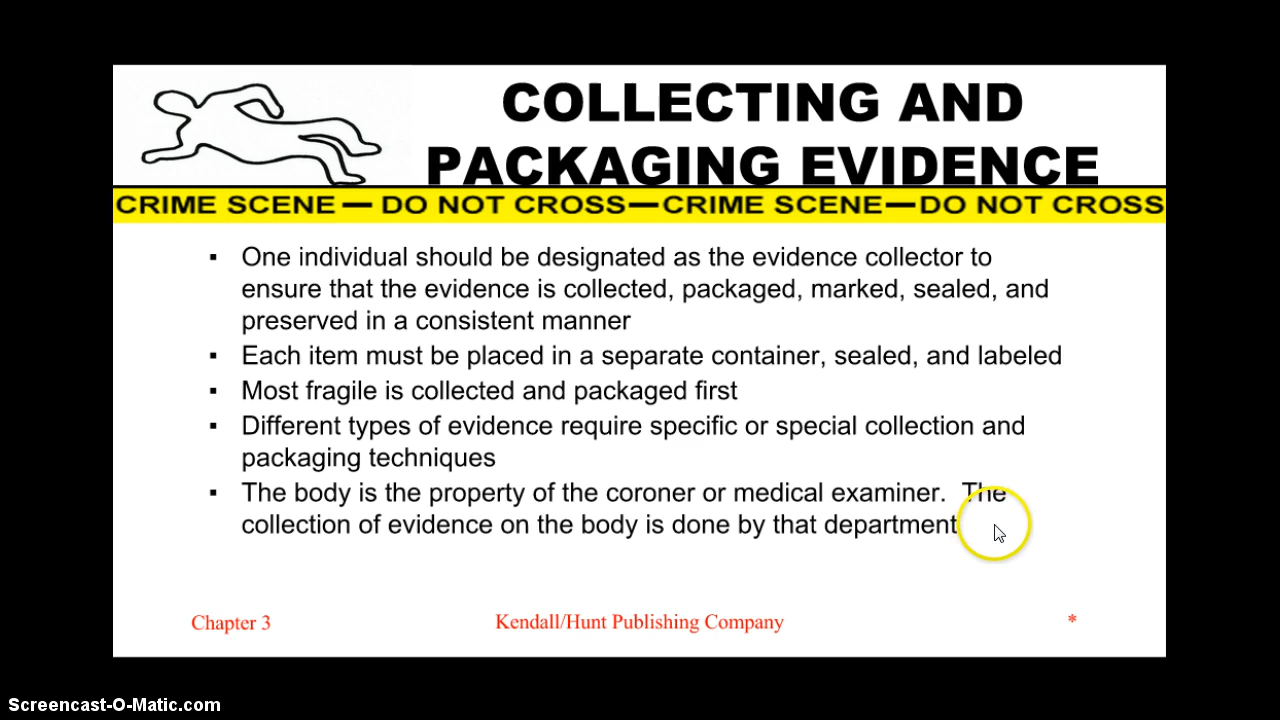 COLLECTING AND
PACKAGING EVIDENCE
CRIME SCENE — DO NOT CROSS—CRIME SCENE—DO NOT CROSS
▪ One individual should be designated as the evidence collector to
ensure that the evidence is collected, packaged, marked, sealed, and
preserved in a consistent manner
▪ Each item must be placed in a separate container, sealed, and labeled
▪ Most fragile is collected and packaged first
▪ Different types of evidence require specific or special collection and
packaging techniques
▪ The body is the property of the coroner or medical examiner. The
collection of evidence on the body is done by that department
Chapter 3 Kendall/Hunt Publishing Company *
Screencast-O-Matic.com